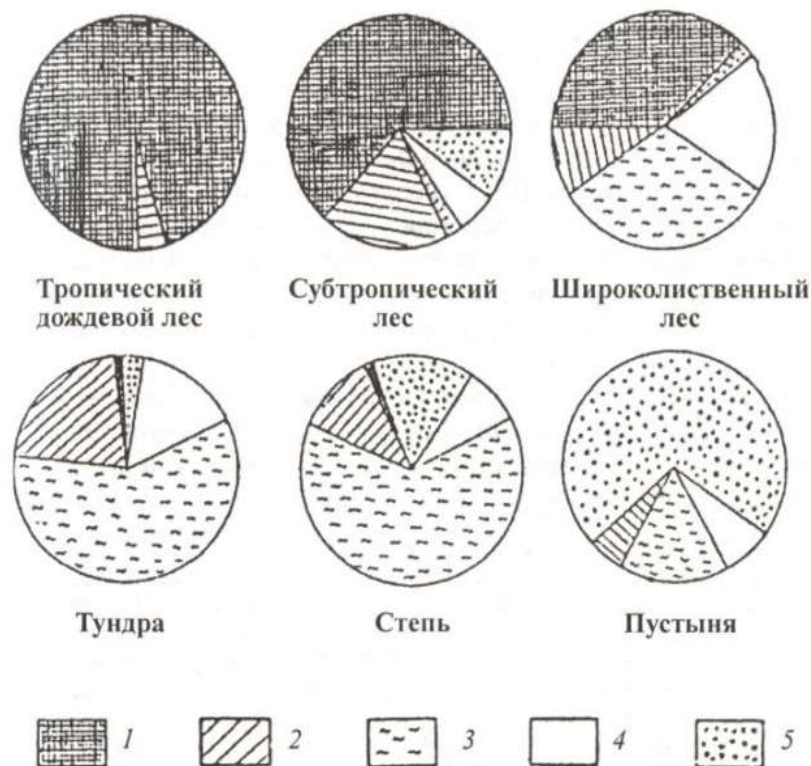 Тропический
дождевой лес
Субтропический
лес
Широколиственный
лес
Тундра
Степь
Пустыня
1
2
3
4
5